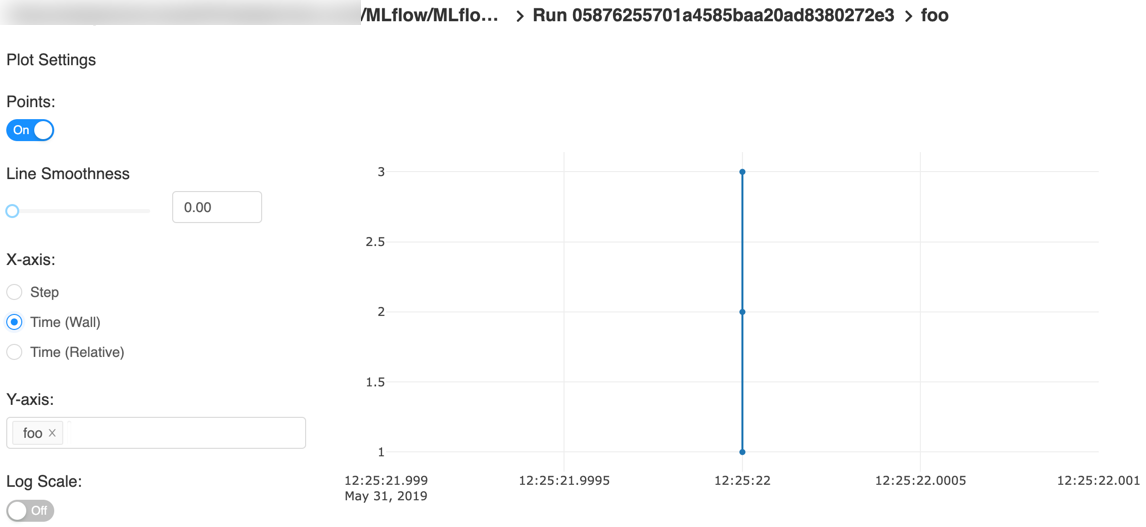 /MLflow/MLflo... > Run 05876255701a4585baa20ad8380272e3 > foo
Plot Settings
Points:
On
Line Smoothness
0.00
X-axis:
Step
Time (Wall)
Time (Relative)
Y-axis:
foo ×
Log Scale:
Off
3
2.5
2
1.5
1
12:25:21.999 12:25:21.9995 12:25:22 12:25:22.0005 12:25:22.001
May 31, 2019